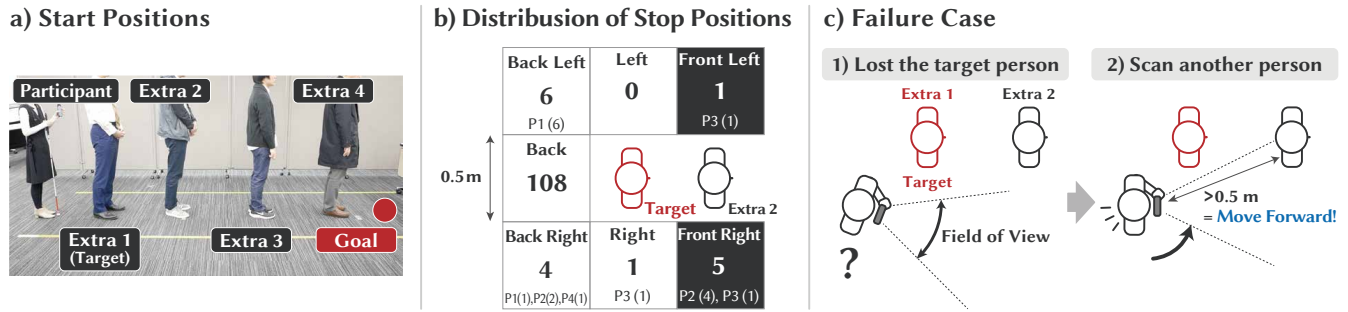 a) Start Positions
Participant
Extra 2
Extra 4
Extra 1
(Target)
Extra 3
Goal
b) Distribusion of Stop Positions
Back Left
6
P1 (6)
Left
0
Front Left
1
P3 (1)
0.5 m
Back
108
Target
Extra 2
Back Right
4
P1(1),P2(2),P4(1)
Right
1
P3 (1)
Front Right
5
P2 (4), P3 (1)
c) Failure Case
1) Lost the target person
Extra 1
Extra 2
Target
Field of View
?
2) Scan another person
>0.5 m
= Move Forward!